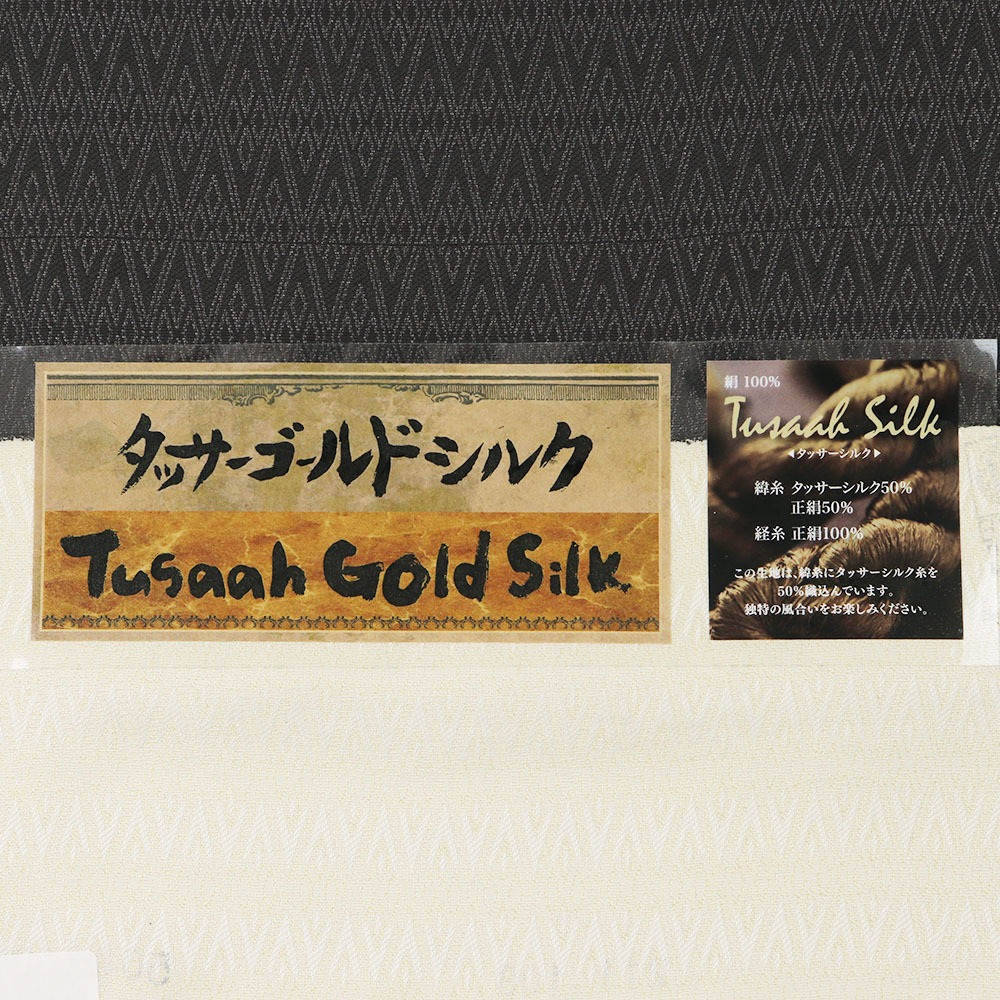 タッサーゴールドシルク
Tusaah Gold Silk
絹 100%
Tusaah Silk
◀タッサーシルク▶
緯糸 タッサーシルク50%
正絹50%
経糸 正絹100%
この生地は、緯糸にタッサーシルク糸を
50%織込んでいます。
独特の風合いをお楽しみください。